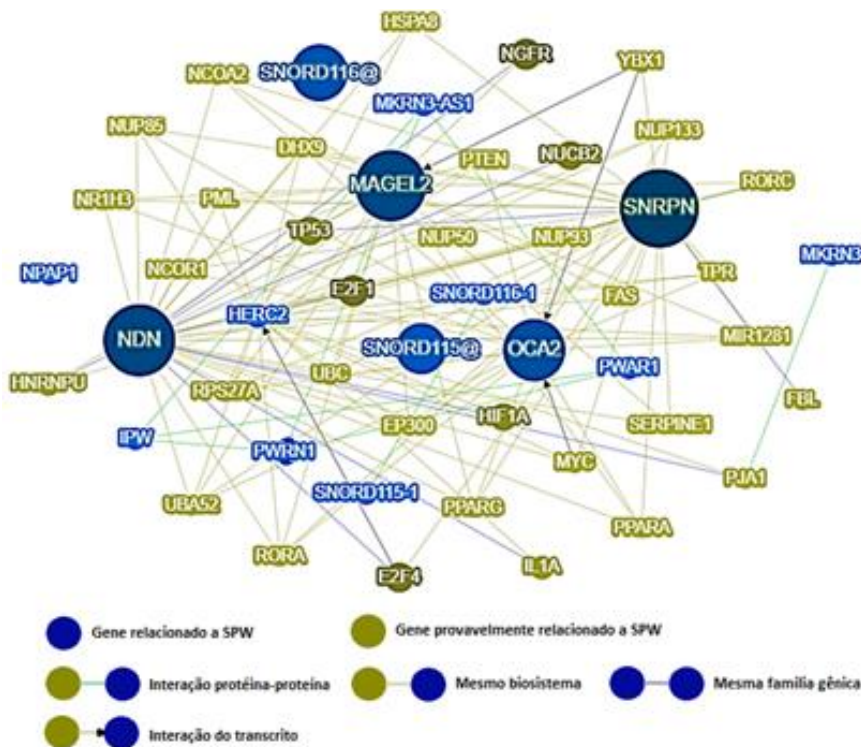 HSPA8
NGFR
YBX1
NCOA2
SNORD116@
MKRN3-AS1
NUP85
DHX9
PTEN
NUCB2
NUP133
MAGEL2
RORC
NR1H3
PML
SNRPN
TP53
NUP50
NUP93
MKRN3
NPAP1
NCOR1
TPR
E2F1
SNORD116-1
FAS
HERC2
NDN
SNORD115@
OCA2
MIR1281
HNRNPU
UBC
PWAR1
RPS27A
FBL
EP300
HIF1A
SERPINE1
IPW
PWRN1
MYC
PJA1
SNORD115-1
UBA52
PPARG
PPARA
RORA
IL1A
E2F4
Gene relacionado a SPW
Gene provavelmente relacionado a SPW
Interação protéina-proteína
Mesmo biosistema
Mesma família gênica
Interação do transcrito